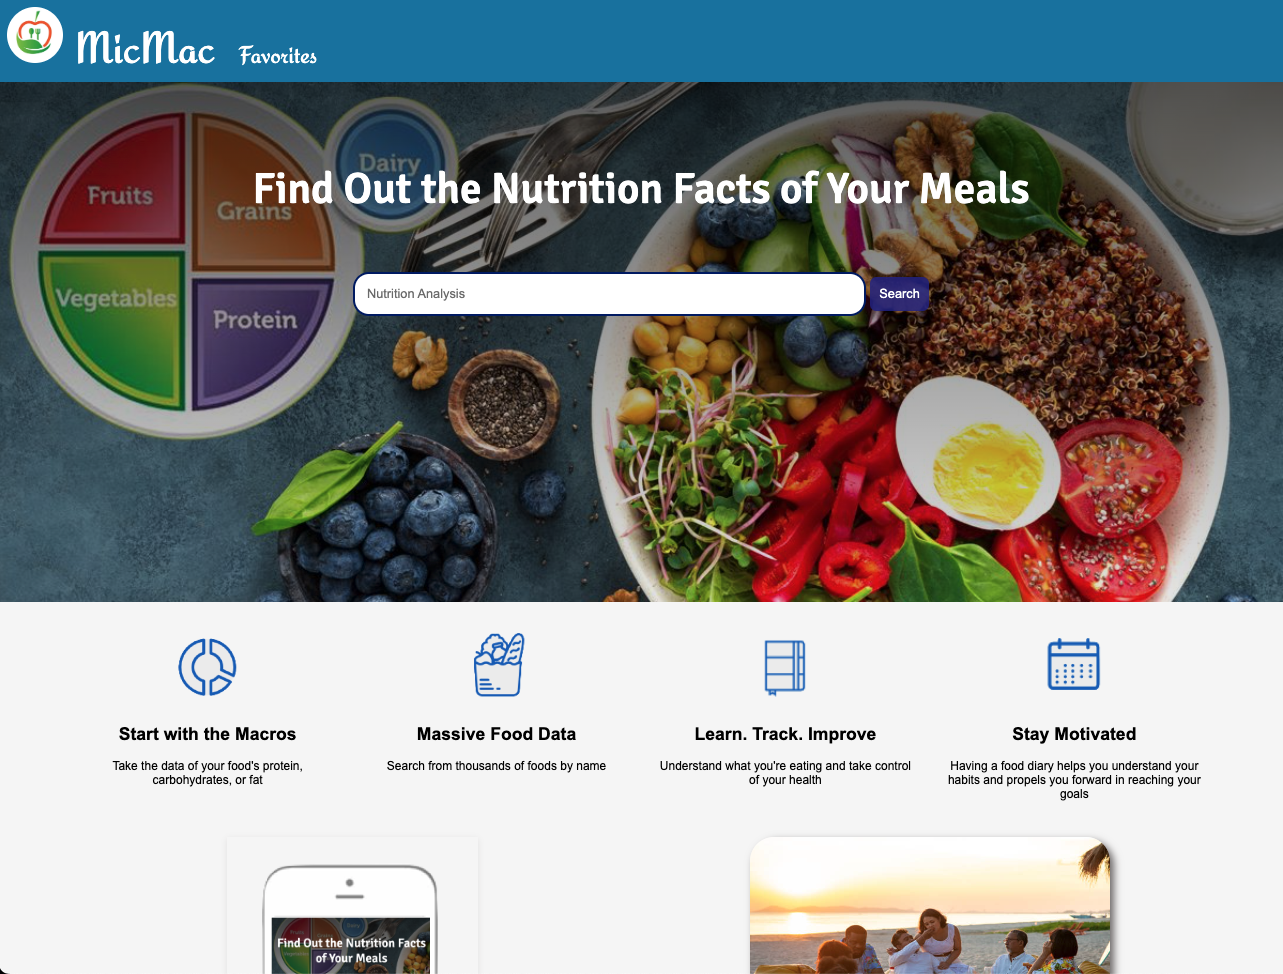 MicMac
Favorites
Fruits
Grains
Dairy
Vegetables
Protein
Find Out the Nutrition Facts of Your Meals
Nutrition Analysis
Search
Start with the Macros
Take the data of your food's protein,
carbohydrates, or fat
Massive Food Data
Search from thousands of foods by name
Learn. Track. Improve
Understand what you're eating and take control
of your health
Stay Motivated
Having a food diary helps you understand your
habits and propels you forward in reaching your
goals
Fruits
Find Out the Nutrition Facts
of Your Meals